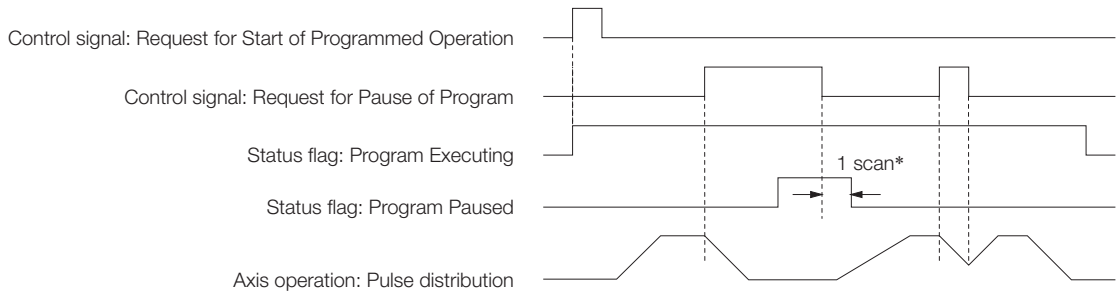 Control signal: Request for Start of Programmed Operation
Control signal: Request for Pause of Program
Status flag: Program Executing
1 scan*
Status flag: Program Paused
Axis operation: Pulse distribution